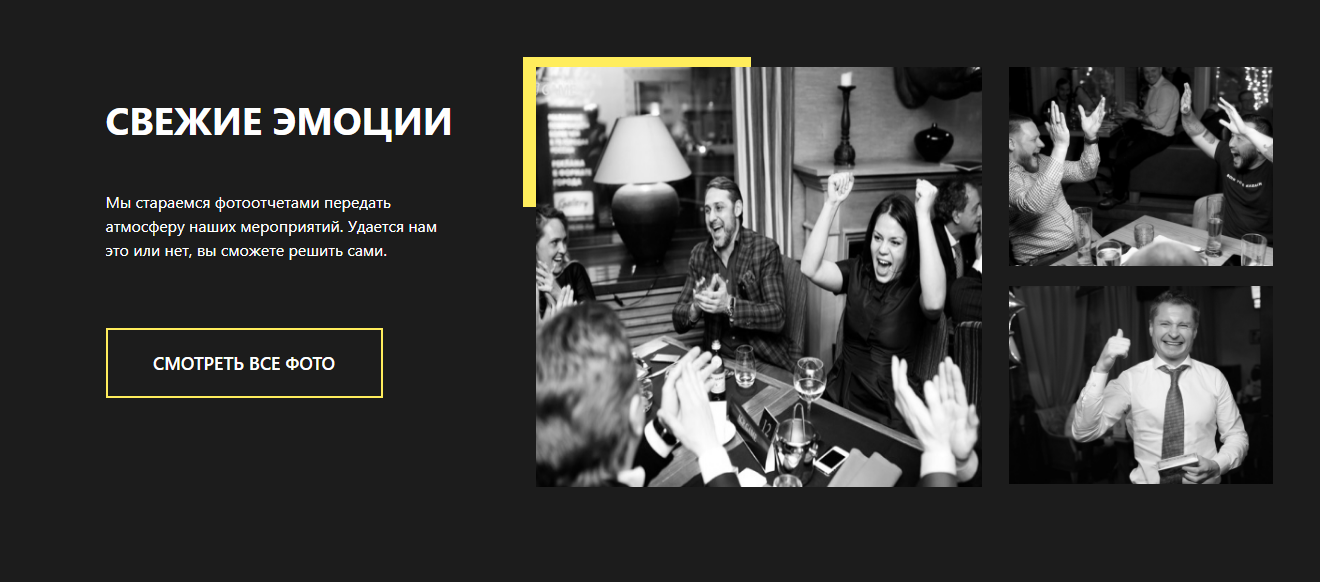 СВЕЖИЕ ЭМОЦИИ
Мы стараемся фотоотчетами передать
атмосферу наших мероприятий. Удается нам
это или нет, вы сможете решить сами.
СМОТРЕТЬ ВСЕ ФОТО
12